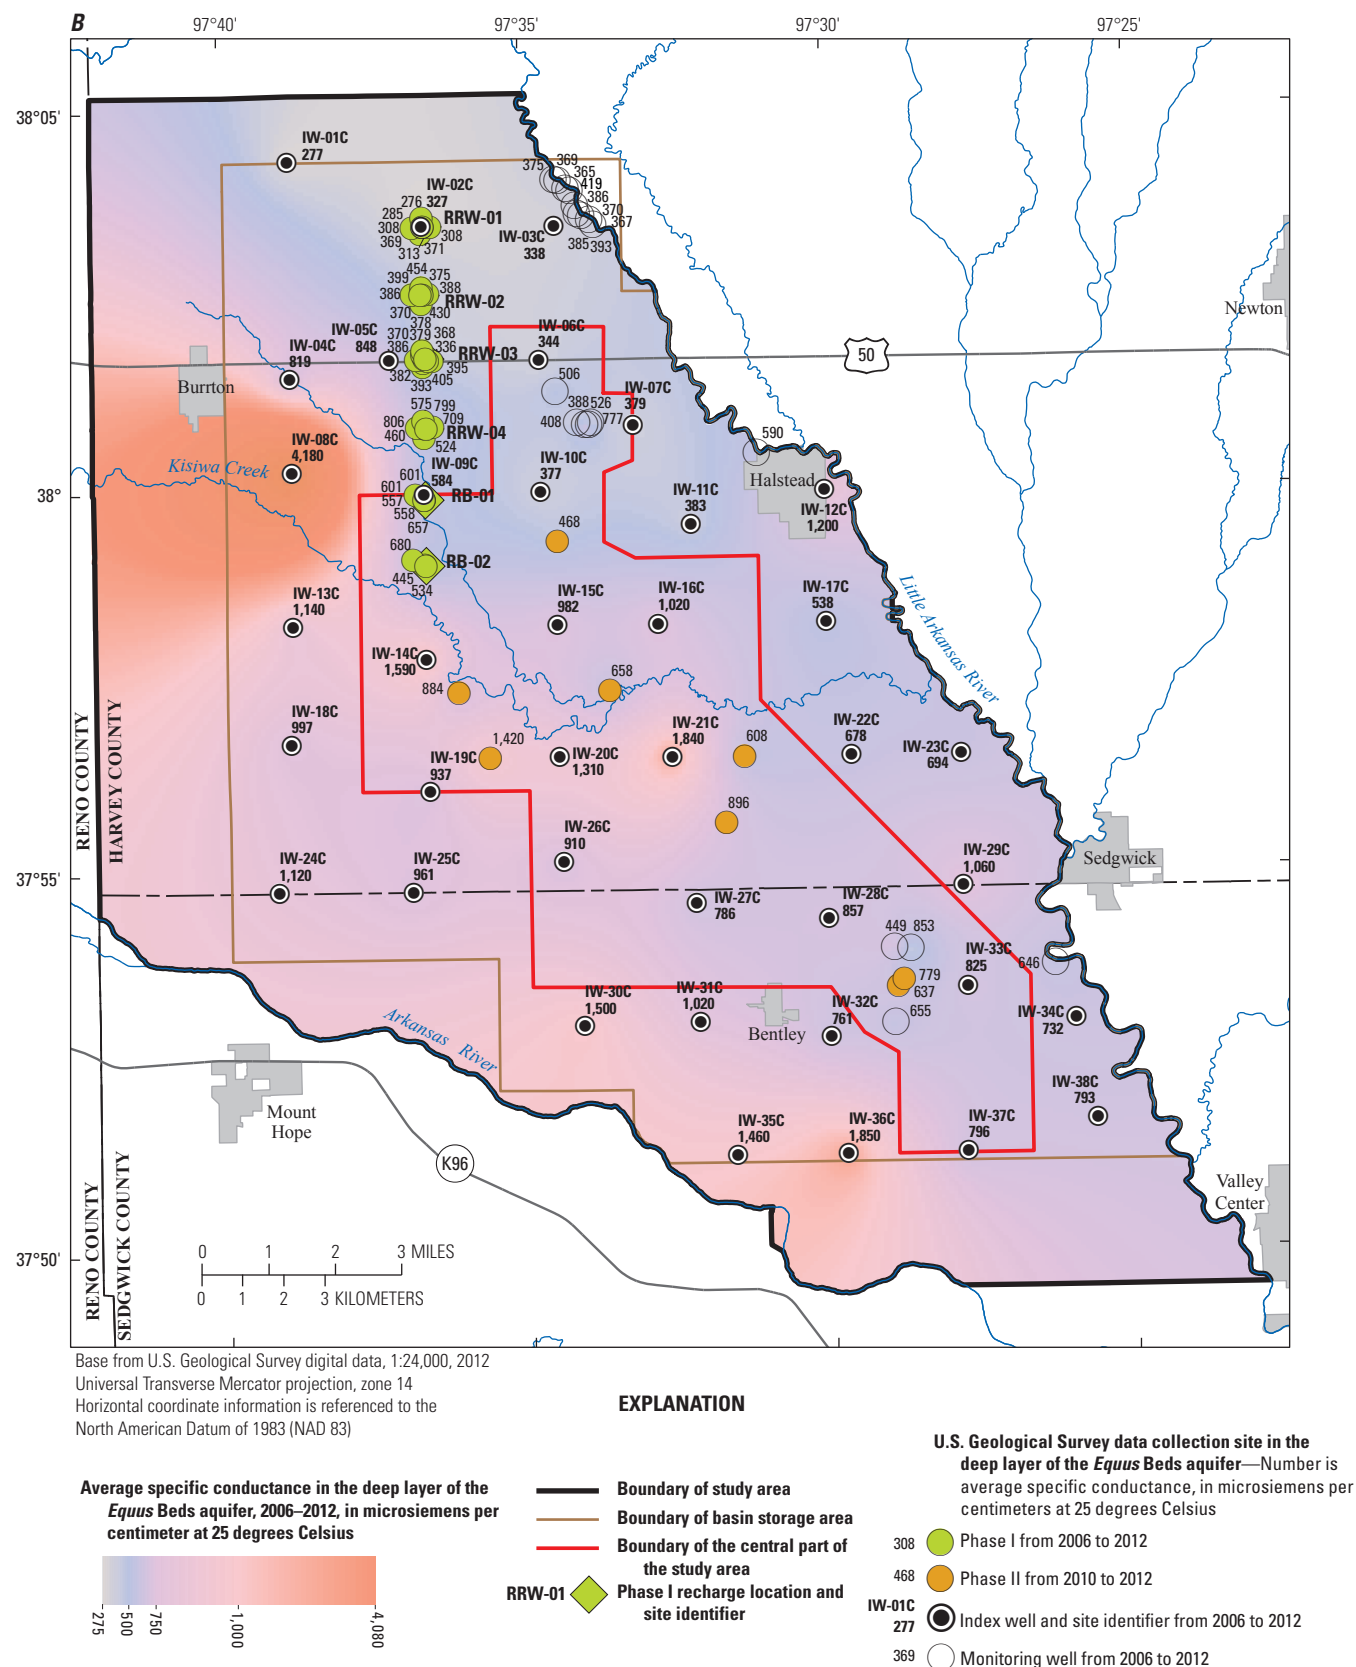 B
97°40'
97°35'
97°30'
97°25'
38°05'
38°
37°55'
37°50'
IW-01C
277
IW-02C
276 327
285
RRW-01
308
308
369
313
371
375
369
365
419
386
370
367
385
393
IW-03C
338
454
399
375
386
388
RRW-02
370
430
378
IW-05C
848
370
379
368
386
336
RRW-03
395
382
405
393
IW-04C
819
IW-06C
344
50
Newton
Burrton
506
IW-07C
379
388
526
408
777
575
799
806
709
RRW-04
460
524
590
IW-08C
4,180
Kisiwa Creek
IW-09C
584
601
601
RB-01
557
558
657
IW-10C
377
IW-11C
383
Halstead
IW-12C
1,200
468
680
RB-02
445
534
IW-13C
1,140
IW-15C
982
IW-16C
1,020
IW-17C
538
Little Arkansas River
IW-14C
1,590
884
658
IW-18C
997
1,420
IW-19C
937
IW-20C
1,310
IW-21C
1,840
608
IW-22C
678
IW-23C
694
RENO COUNTY
HARVEY COUNTY
896
IW-26C
910
IW-24C
1,120
IW-25C
961
IW-29C
1,060
Sedgwick
IW-27C
786
IW-28C
857
449
853
IW-33C
825
646
779
637
655
IW-30C
1,500
IW-31C
1,020
Bentley
IW-32C
761
IW-34C
732
Arkansas River
Mount
Hope
K96
IW-35C
1,460
IW-36C
1,850
IW-37C
796
IW-38C
793
Valley
Center
RENO COUNTY
SEDGWICK COUNTY
0 1 2 3 MILES
0 1 2 3 KILOMETERS
Base from U.S. Geological Survey digital data, 1:24,000, 2012
Universal Transverse Mercator projection, zone 14
Horizontal coordinate information is referenced to the
North American Datum of 1983 (NAD 83)
EXPLANATION
Average specific conductance in the deep layer of the
Equus Beds aquifer, 2006–2012, in microsiemens per
centimeter at 25 degrees Celsius
275
500
750
1,000
4,080
Boundary of study area
Boundary of basin storage area
Boundary of the central part of
the study area
RRW-01
Phase I recharge location and
site identifier
U.S. Geological Survey data collection site in the
deep layer of the Equus Beds aquifer—Number is
average specific conductance, in microsiemens per
centimeters at 25 degrees Celsius
308
Phase I from 2006 to 2012
468
Phase II from 2010 to 2012
IW-01C
277
Index well and site identifier from 2006 to 2012
369
Monitoring well from 2006 to 2012